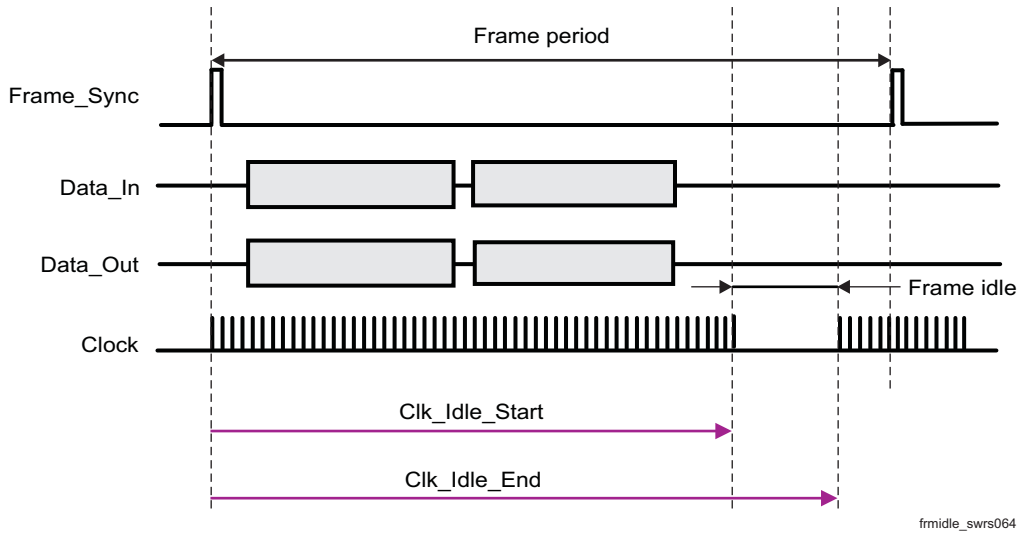 Frame period
Frame_Sync
Data_In
Data_Out
Frame idle
Clock
Clk_Idle_Start
Clk_Idle_End
frmidle_swrs064